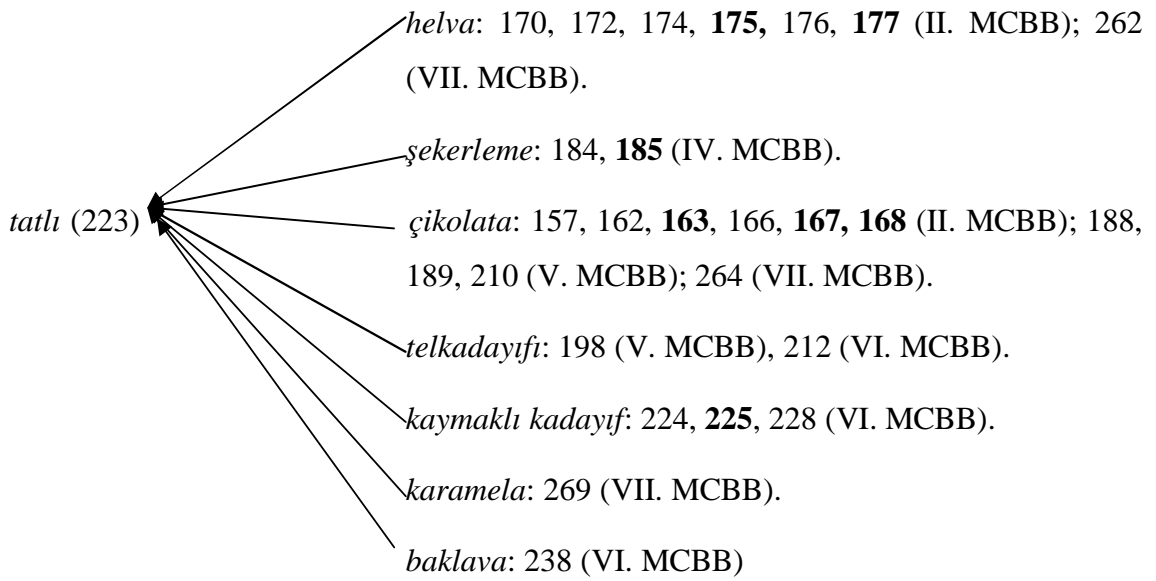 helva: 170, 172, 174, 175, 176, 177 (II. MCBB); 262
(VII. MCBB).
şekerleme: 184, 185 (IV. MCBB).
tatlı (223)
çikolata: 157, 162, 163, 166, 167, 168 (II. MCBB); 188,
189, 210 (V. MCBB); 264 (VII. MCBB).
telkadayıfı: 198 (V. MCBB), 212 (VI. MCBB).
kaymaklı kadayıf: 224, 225, 228 (VI. MCBB).
karamela: 269 (VII. MCBB).
baklava: 238 (VI. MCBB)